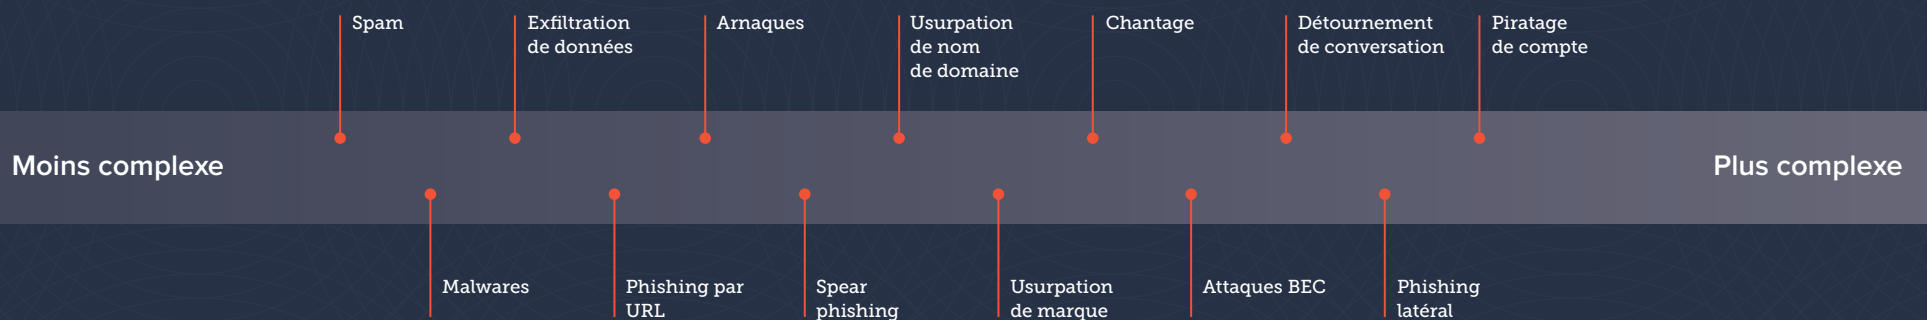 Spam
Exfiltration
de données
Arnaques
Usurpation
de nom
de domaine
Chantage
Détournement
de conversation
Piratage
de compte
Moins complexe
Plus complexe
Malwares
Phishing par
URL
Spear
phishing
Usurpation
de marque
Attaques BEC
Phishing
latéral